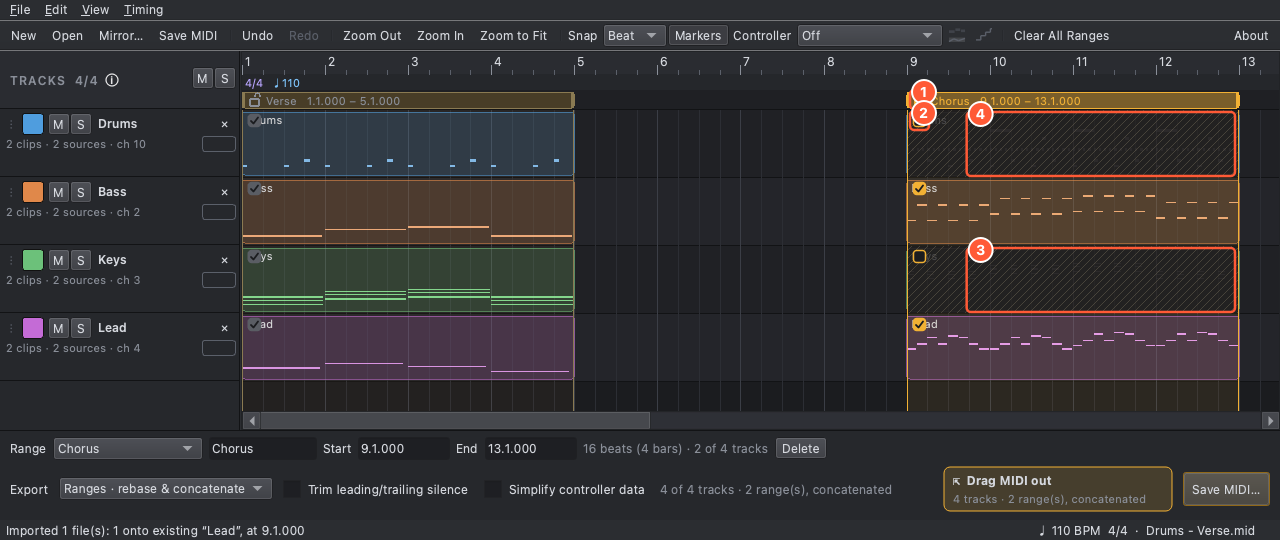 File Edit View Timing
New Open Mirror... Save MIDI Undo Redo Zoom Out Zoom In Zoom to Fit Snap Beat Markers Controller Off Clear All Ranges About
TRACKS 4/4 ⓘ M S
1 2 3 4 5 6 7 8 9 10 11 12 13
4/4 ♩110
Verse 1.1.000 – 5.1.000
1 Chorus 9.1.000 – 13.1.000
2 4
M S Drums ×
2 clips · 2 sources · ch 10
M S Bass ×
2 clips · 2 sources · ch 2
M S Keys ×
2 clips · 2 sources · ch 3
3
M S Lead ×
2 clips · 2 sources · ch 4
Range Chorus Chorus Start 9.1.000 End 13.1.000 16 beats (4 bars) · 2 of 4 tracks Delete
Export Ranges · rebase & concatenate Trim leading/trailing silence Simplify controller data 4 of 4 tracks · 2 range(s), concatenated
Drag MIDI out
4 tracks · 2 range(s), concatenated
Save MIDI...
Imported 1 file(s): 1 onto existing “Lead”, at 9.1.000
♩ 110 BPM 4/4 · Drums - Verse.mid